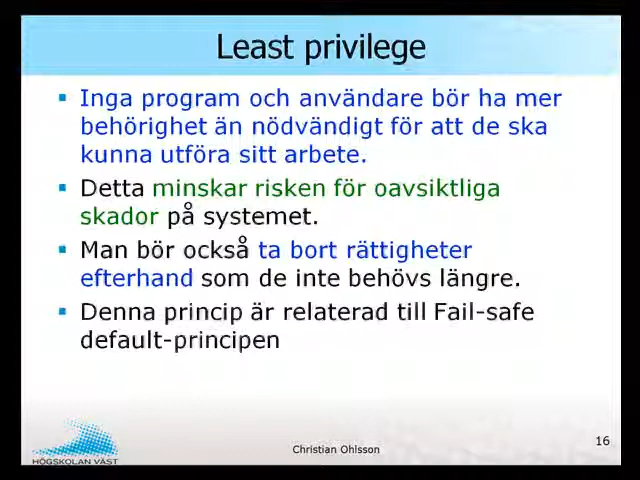 Least privilege
Inga program och användare bör ha mer
behörighet än nödvändigt för att de ska
kunna utföra sitt arbete.
Detta minskar risken för oavsiktliga
skador på systemet.
Man bör också ta bort rättigheter
efterhand som de inte behövs längre.
Denna princip är relaterad till Fail-safe
default-principen
HÖGSKOLAN VÄST
Christian Ohlsson
16